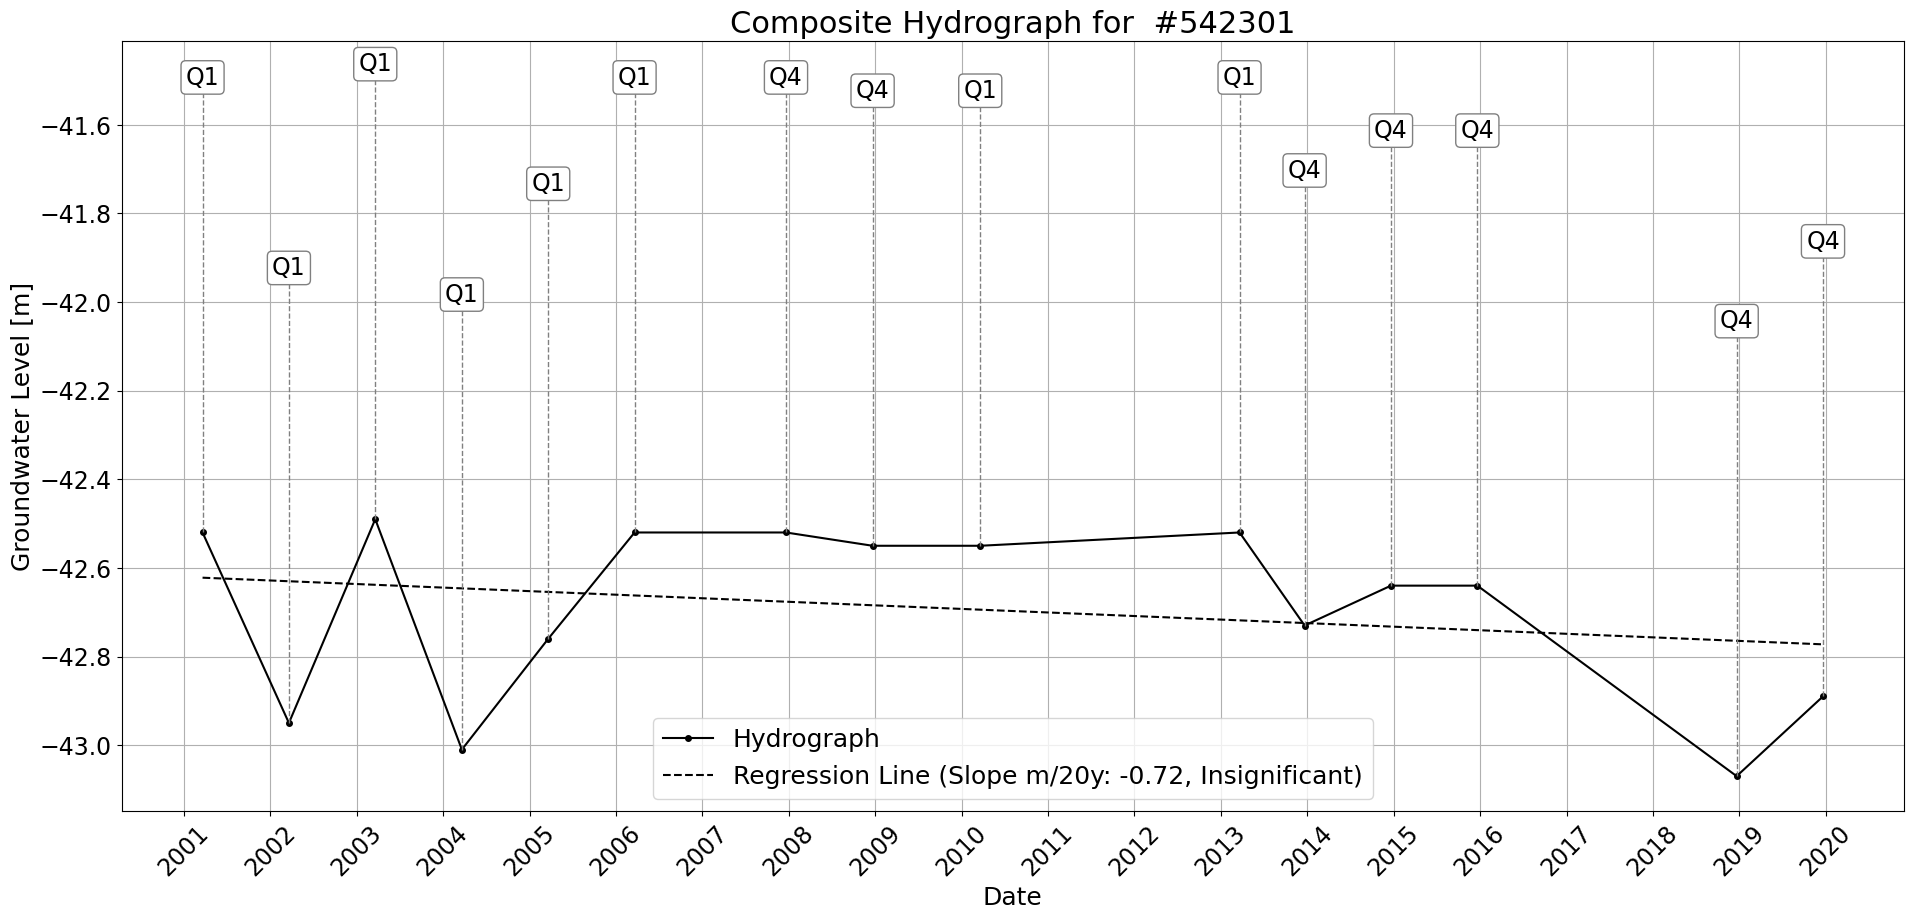 Composite Hydrograph for  #542301
Q1
Q1
Q1
Q1
Q1
Q1
Q4
Q4
Q1
Q1
Q4
Q4
Q4
Q4
Q4
Groundwater Level [m]
−41.6
−41.8
−42.0
−42.2
−42.4
−42.6
−42.8
−43.0
Hydrograph
Regression Line (Slope m/20y: -0.72, Insignificant)
2001
2002
2003
2004
2005
2006
2007
2008
2009
2010
2011
2012
2013
2014
2015
2016
2017
2018
2019
2020
Date